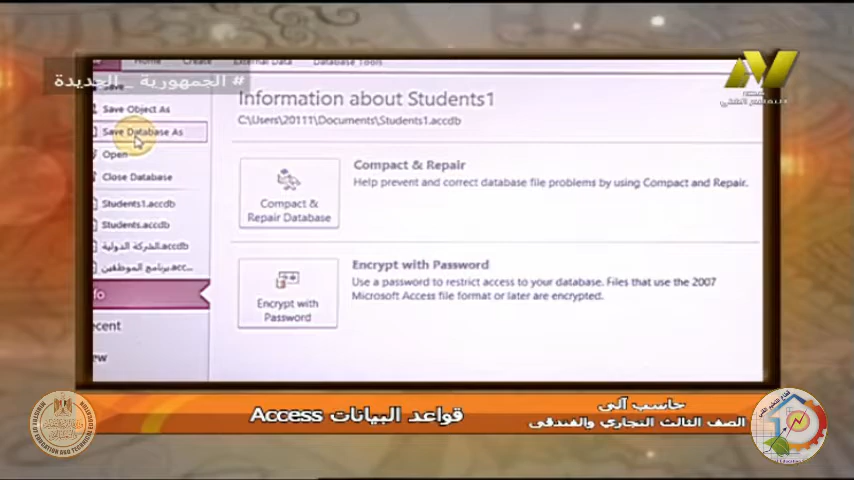 Home Create External Data Database Tools
# الجمهورية _ الجديدة
Save
Save Object As
Save Database As
Open
Close Database
Students1.accdb
Students.accdb
الشركة الدولية.accdb
برنامج الموظفين.acc...
nfo
ecent
ew
Information about Students1
C:\Users\20111\Documents\Students1.accdb
Compact &
Repair Database
Compact & Repair
Help prevent and correct database file problems by using Compact and Repair.
Encrypt with
Password
Encrypt with Password
Use a password to restrict access to your database. Files that use the 2007
Microsoft Access file format or later are encrypted.
حاسب آلى
الصف الثالث التجاري والفندقى
قواعد البيانات Access